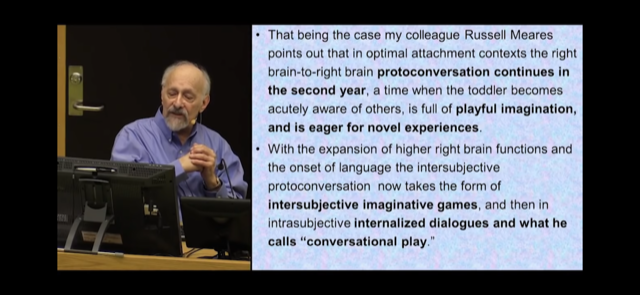 • That being the case my colleague Russell Meares
points out that in optimal attachment contexts the right
brain-to-right brain protoconversation continues in
the second year, a time when the toddler becomes
acutely aware of others, is full of playful imagination,
and is eager for novel experiences.
• With the expansion of higher right brain functions and
the onset of language the intersubjective
protoconversation now takes the form of
intersubjective imaginative games, and then in
intrasubjective internalized dialogues and what he
calls “conversational play.”